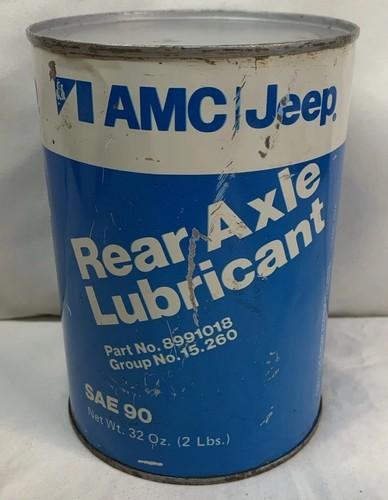 AMC|Jeep®
Rear Axle
Lubricant
Part No. 8991018
Group No. 15.260
SAE 90
Net Wt. 32 Oz. (2 Lbs.)